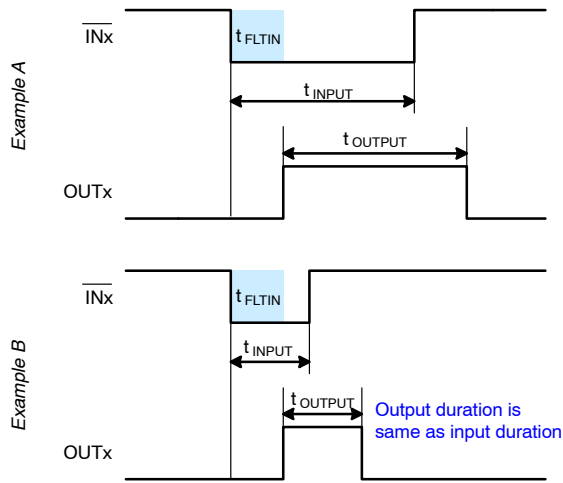 Example A
INx
t FLTIN
t INPUT
t OUTPUT
OUTx
Example B
INx
t FLTIN
t INPUT
t OUTPUT
Output duration is
same as input duration
OUTx